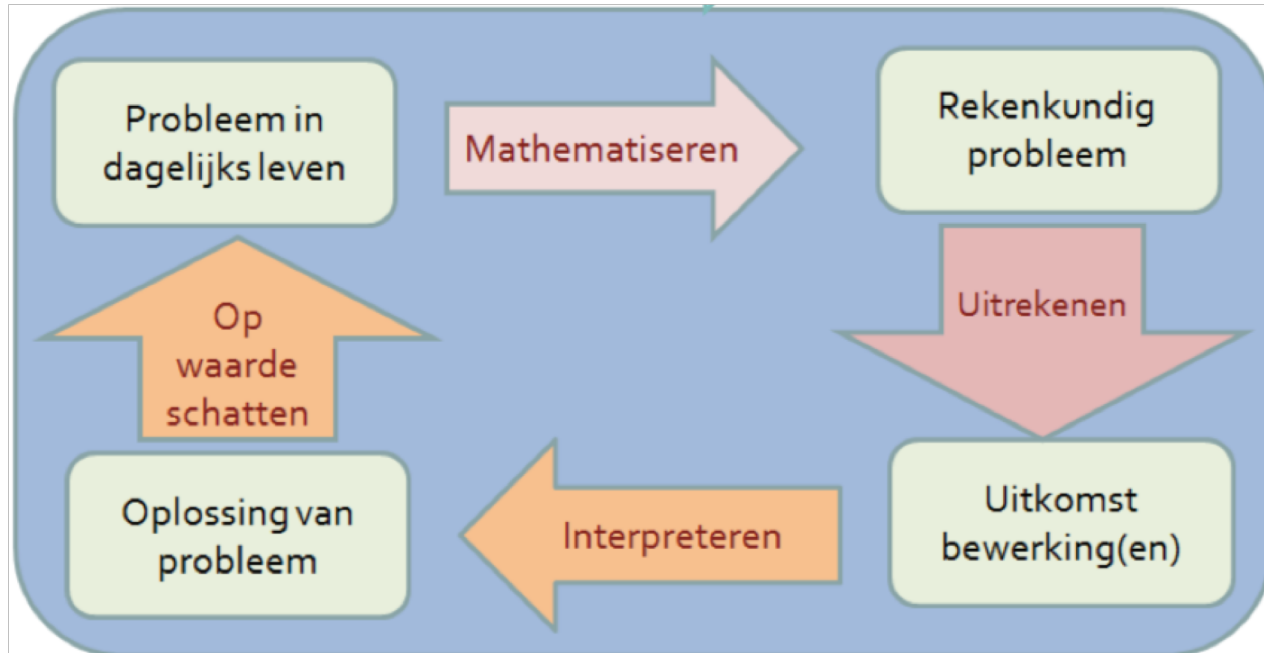 Probleem in
dagelijks leven
Mathematiseren
Rekenkundig
probleem
Uitrekenen
Uitkomst
bewerking(en)
Interpreteren
Oplossing van
probleem
Op
waarde
schatten